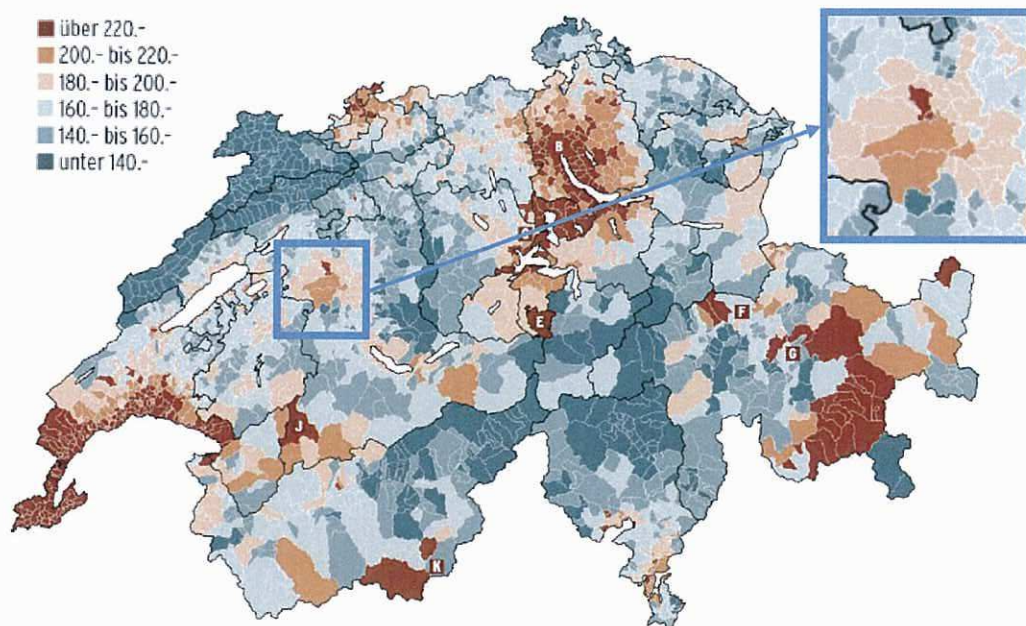 über 220.-
200.- bis 220.-
180.- bis 200.-
160.- bis 180.-
140.- bis 160.-
unter 140.-
B
E
F
G
J
K